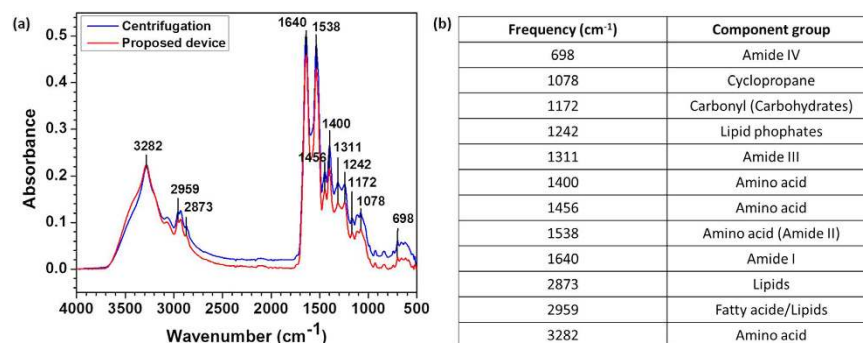 (a)
Centrifugation
Proposed device
1640
1538
3282
2959
2873
1456
1400
1311
1242
1172
1078
698
Absorbance
0.5
0.4
0.3
0.2
0.1
0.0
4000 3500 3000 2500 2000 1500 1000 500
Wavenumber (cm-1)
(b)
Frequency (cm-1) Component group
698 Amide IV
1078 Cyclopropane
1172 Carbonyl (Carbohydrates)
1242 Lipid phophates
1311 Amide III
1400 Amino acid
1456 Amino acid
1538 Amino acid (Amide II)
1640 Amide I
2873 Lipids
2959 Fatty acide/Lipids
3282 Amino acid